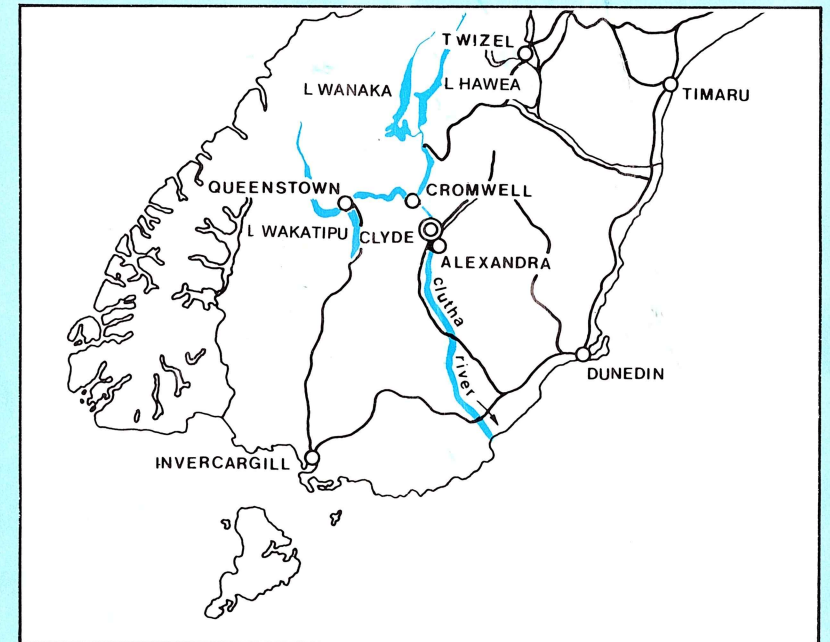 TWIZEL
L WANAKA
L HAWEA
TIMARU
QUEENSTOWN
CROMWELL
L WAKATIPU
CLYDE
ALEXANDRA
clutha
river
DUNEDIN
INVERCARGILL